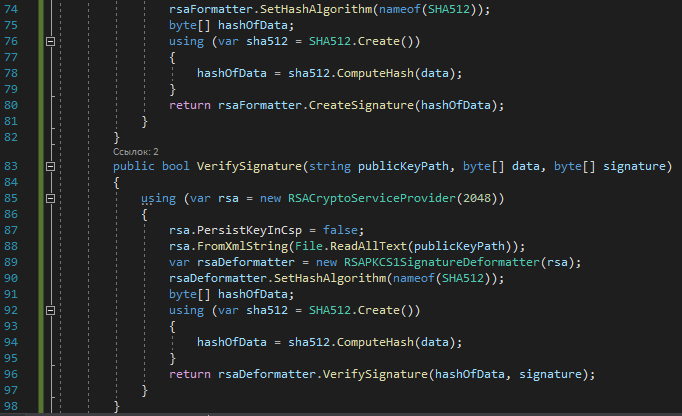 74 rsaFormatter.SetHashAlgorithm(nameof(SHA512));
75 byte[] hashOfData;
76 using (var sha512 = SHA512.Create())
77 {
78 hashOfData = sha512.ComputeHash(data);
79 }
80 return rsaFormatter.CreateSignature(hashOfData);
81 }
82 }
Ссылок: 2
83 public bool VerifySignature(string publicKeyPath, byte[] data, byte[] signature)
84 {
85 using (var rsa = new RSACryptoServiceProvider(2048))
86 {
87 rsa.PersistKeyInCsp = false;
88 rsa.FromXmlString(File.ReadAllText(publicKeyPath));
89 var rsaDeformatter = new RSAPKCS1SignatureDeformatter(rsa);
90 rsaDeformatter.SetHashAlgorithm(nameof(SHA512));
91 byte[] hashOfData;
92 using (var sha512 = SHA512.Create())
93 {
94 hashOfData = sha512.ComputeHash(data);
95 }
96 return rsaDeformatter.VerifySignature(hashOfData, signature);
97 }
98 }